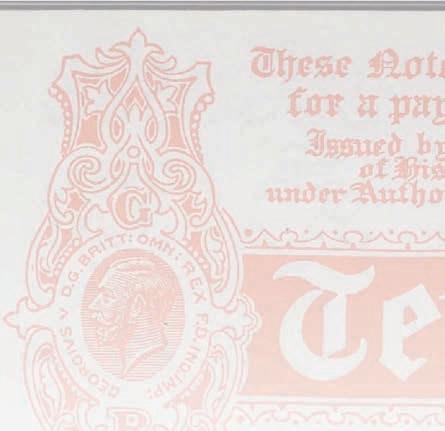 These Note
for a pay
Issued by
of His
under Autho
G
GEORGIVS V D.G. BRITT: OMN: REX F.D. IND: IMP:
Te
R